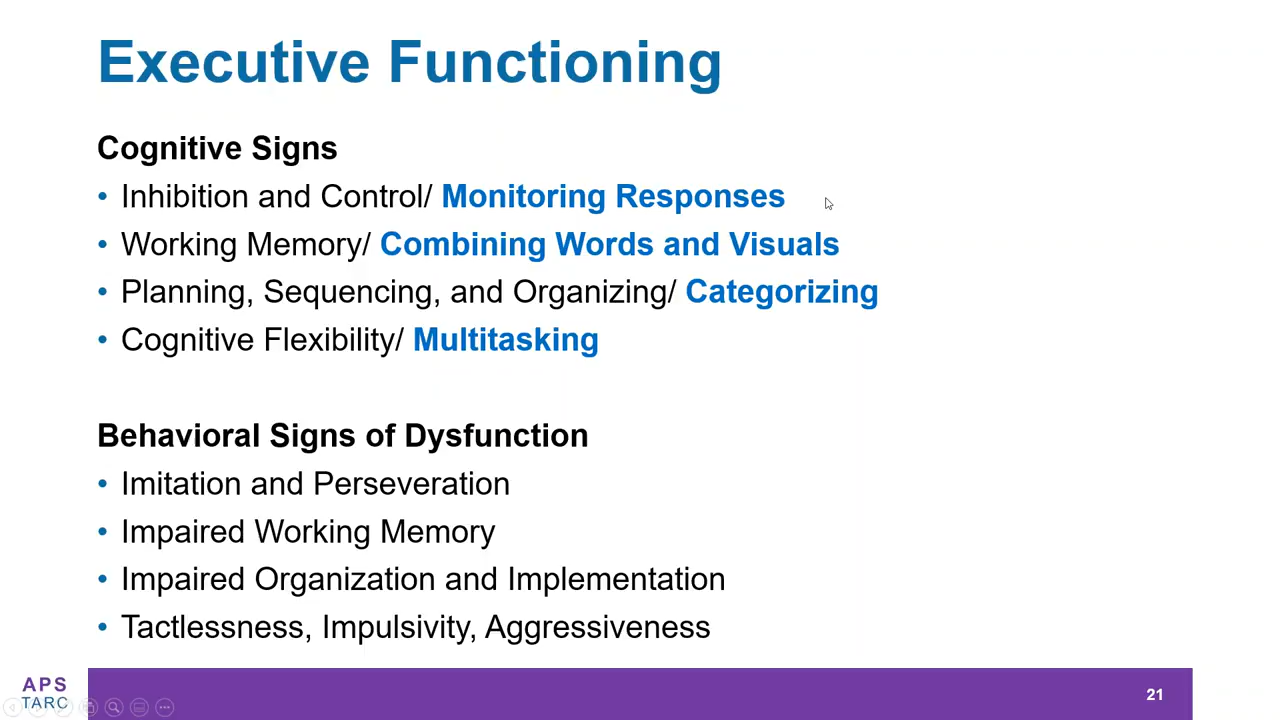 Executive Functioning
Cognitive Signs
• Inhibition and Control/ Monitoring Responses
• Working Memory/ Combining Words and Visuals
• Planning, Sequencing, and Organizing/ Categorizing
• Cognitive Flexibility/ Multitasking
Behavioral Signs of Dysfunction
• Imitation and Perseveration
• Impaired Working Memory
• Impaired Organization and Implementation
• Tactlessness, Impulsivity, Aggressiveness
APS
TARC
21